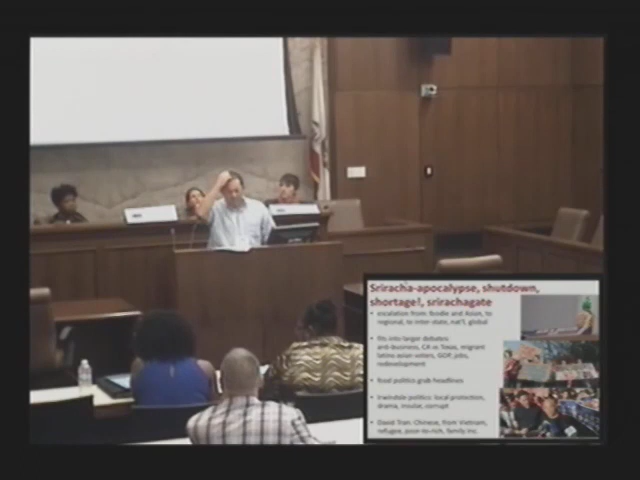 Sriracha-apocalypse, shutdown,
shortage!, srirachagate
• escalation from: foodie and Asian, to
regional, to inter-state, nat'l, global
• fits into larger debates:
anti-business, CA vs Texas, migrant
latino asian voters, GOP, jobs,
redevelopment
• food politics grab headlines
• Irwindale politics: local protection,
drama, insular, corrupt
• David Tran: Chinese, from Vietnam,
refugee, poor-to-rich, family inc.